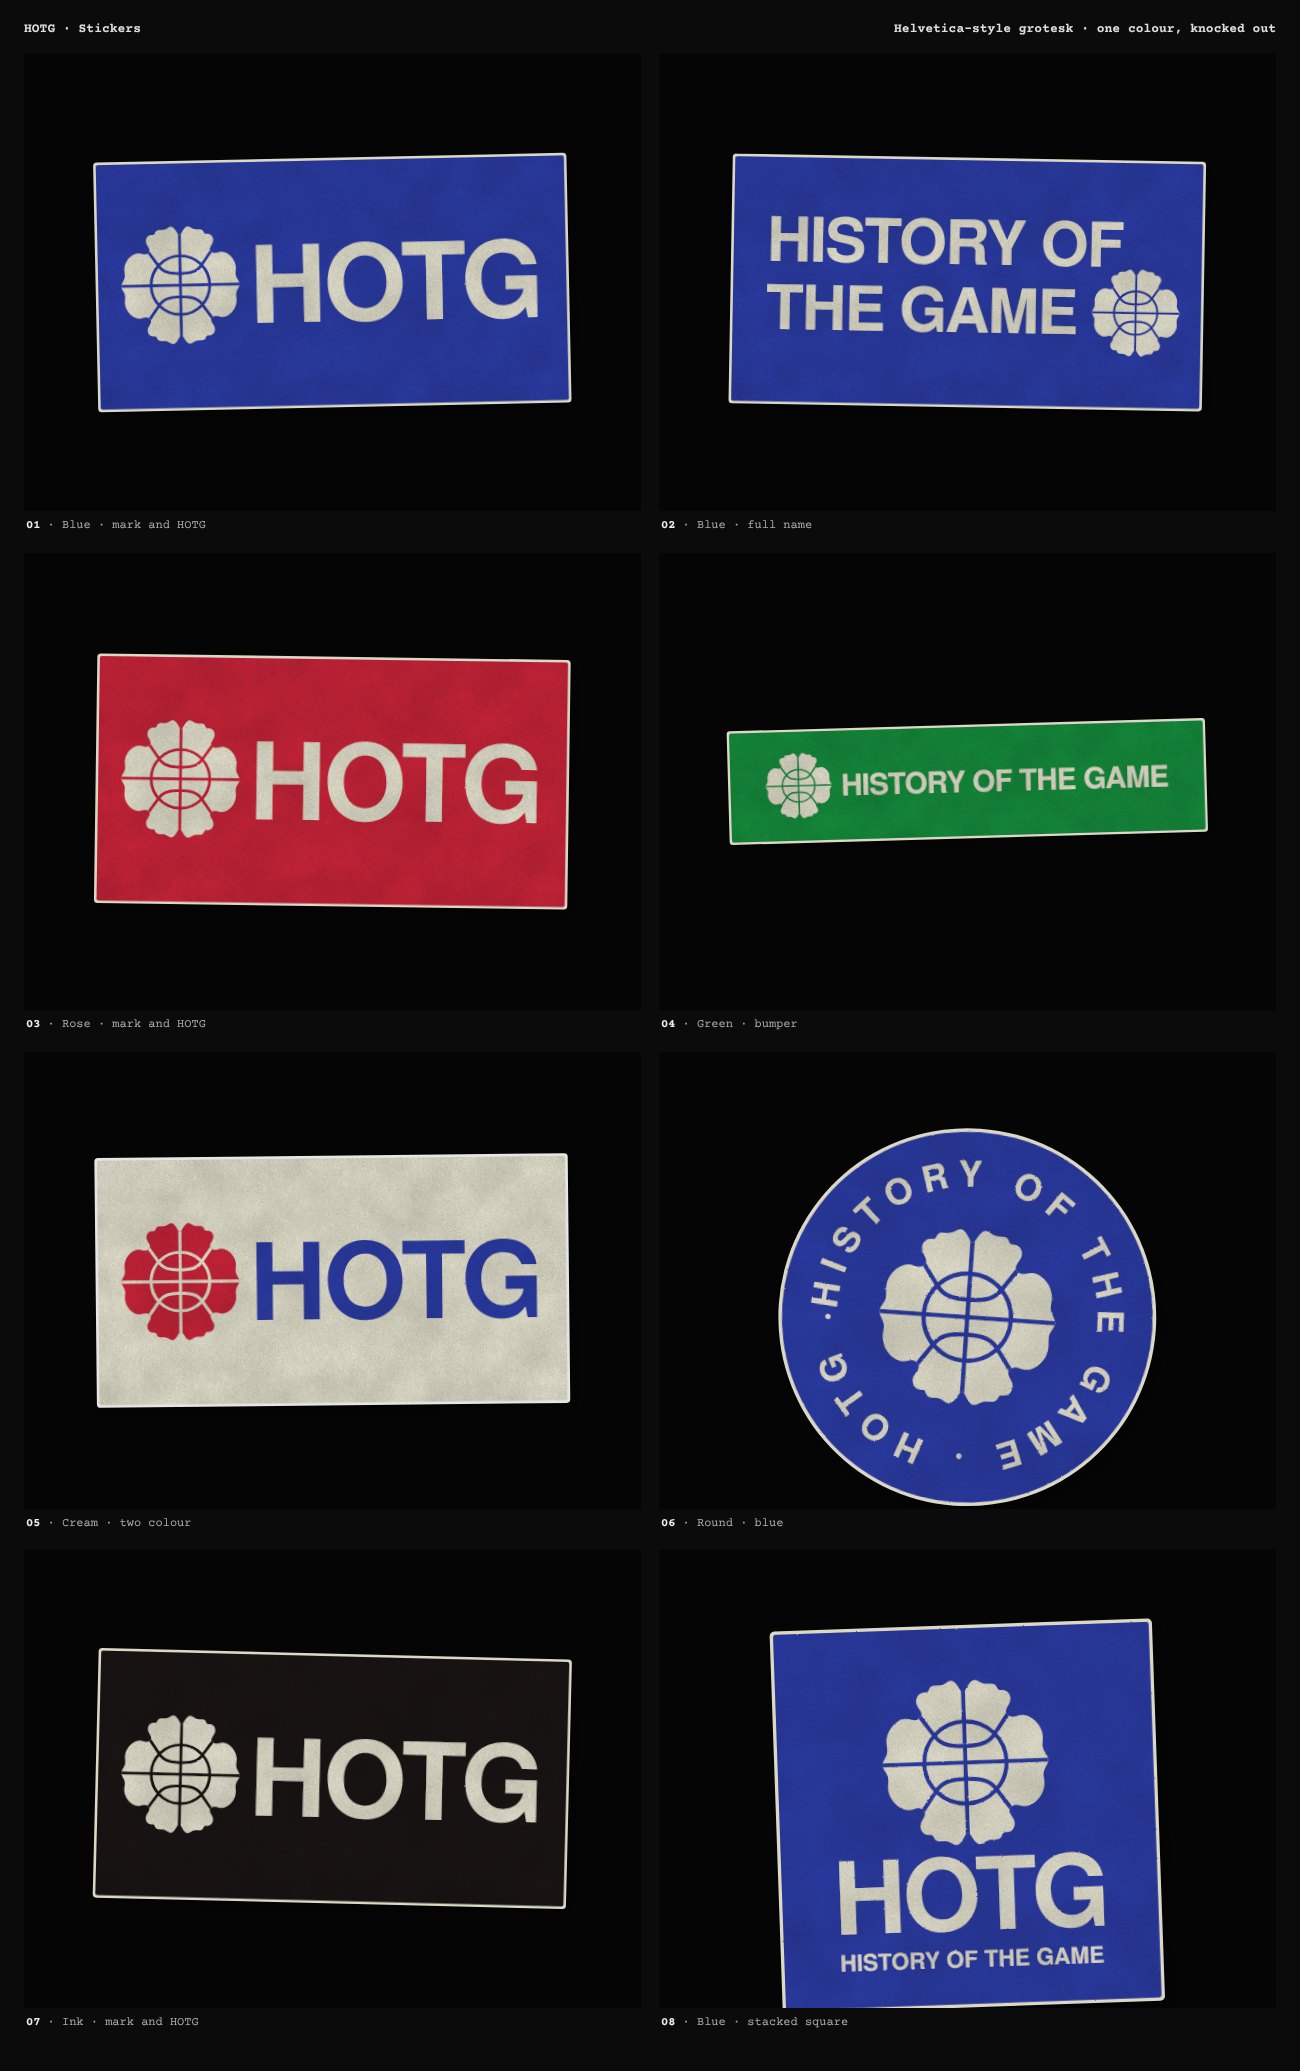 HOTG · Stickers
Helvetica-style grotesk · one colour, knocked out
HOTG
01 · Blue · mark and HOTG
HISTORY OF
THE GAME
02 · Blue · full name
HOTG
03 · Rose · mark and HOTG
HISTORY OF THE GAME
04 · Green · bumper
HOTG
05 · Cream · two colour
HISTORY OF THE GAME · HOTG ·
06 · Round · blue
HOTG
07 · Ink · mark and HOTG
HOTG
HISTORY OF THE GAME
08 · Blue · stacked square